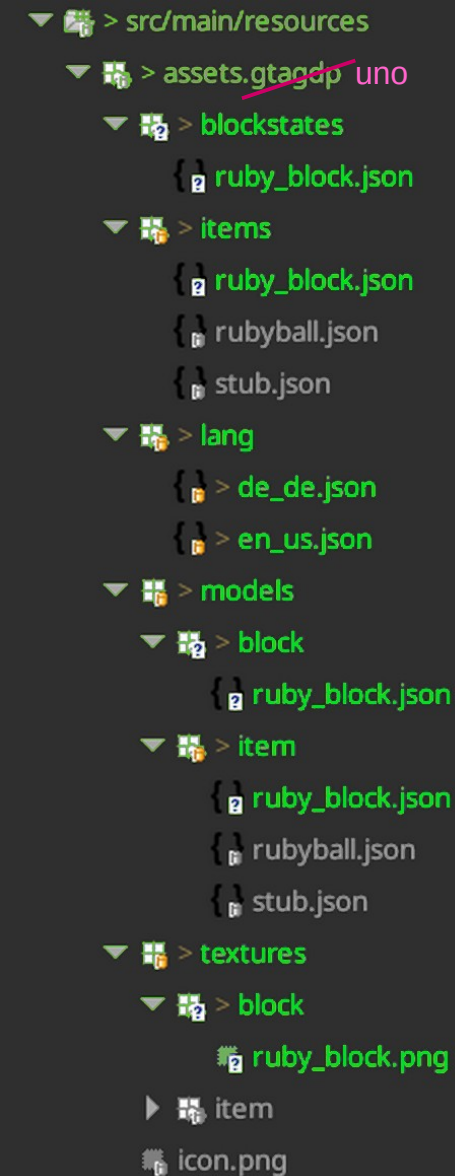 > src/main/resources
> assets.gtagdp uno
> blockstates
ruby_block.json
> items
ruby_block.json
rubyball.json
stub.json
> lang
> de_de.json
> en_us.json
> models
> block
ruby_block.json
> item
ruby_block.json
rubyball.json
stub.json
> textures
> block
ruby_block.png
item
icon.png